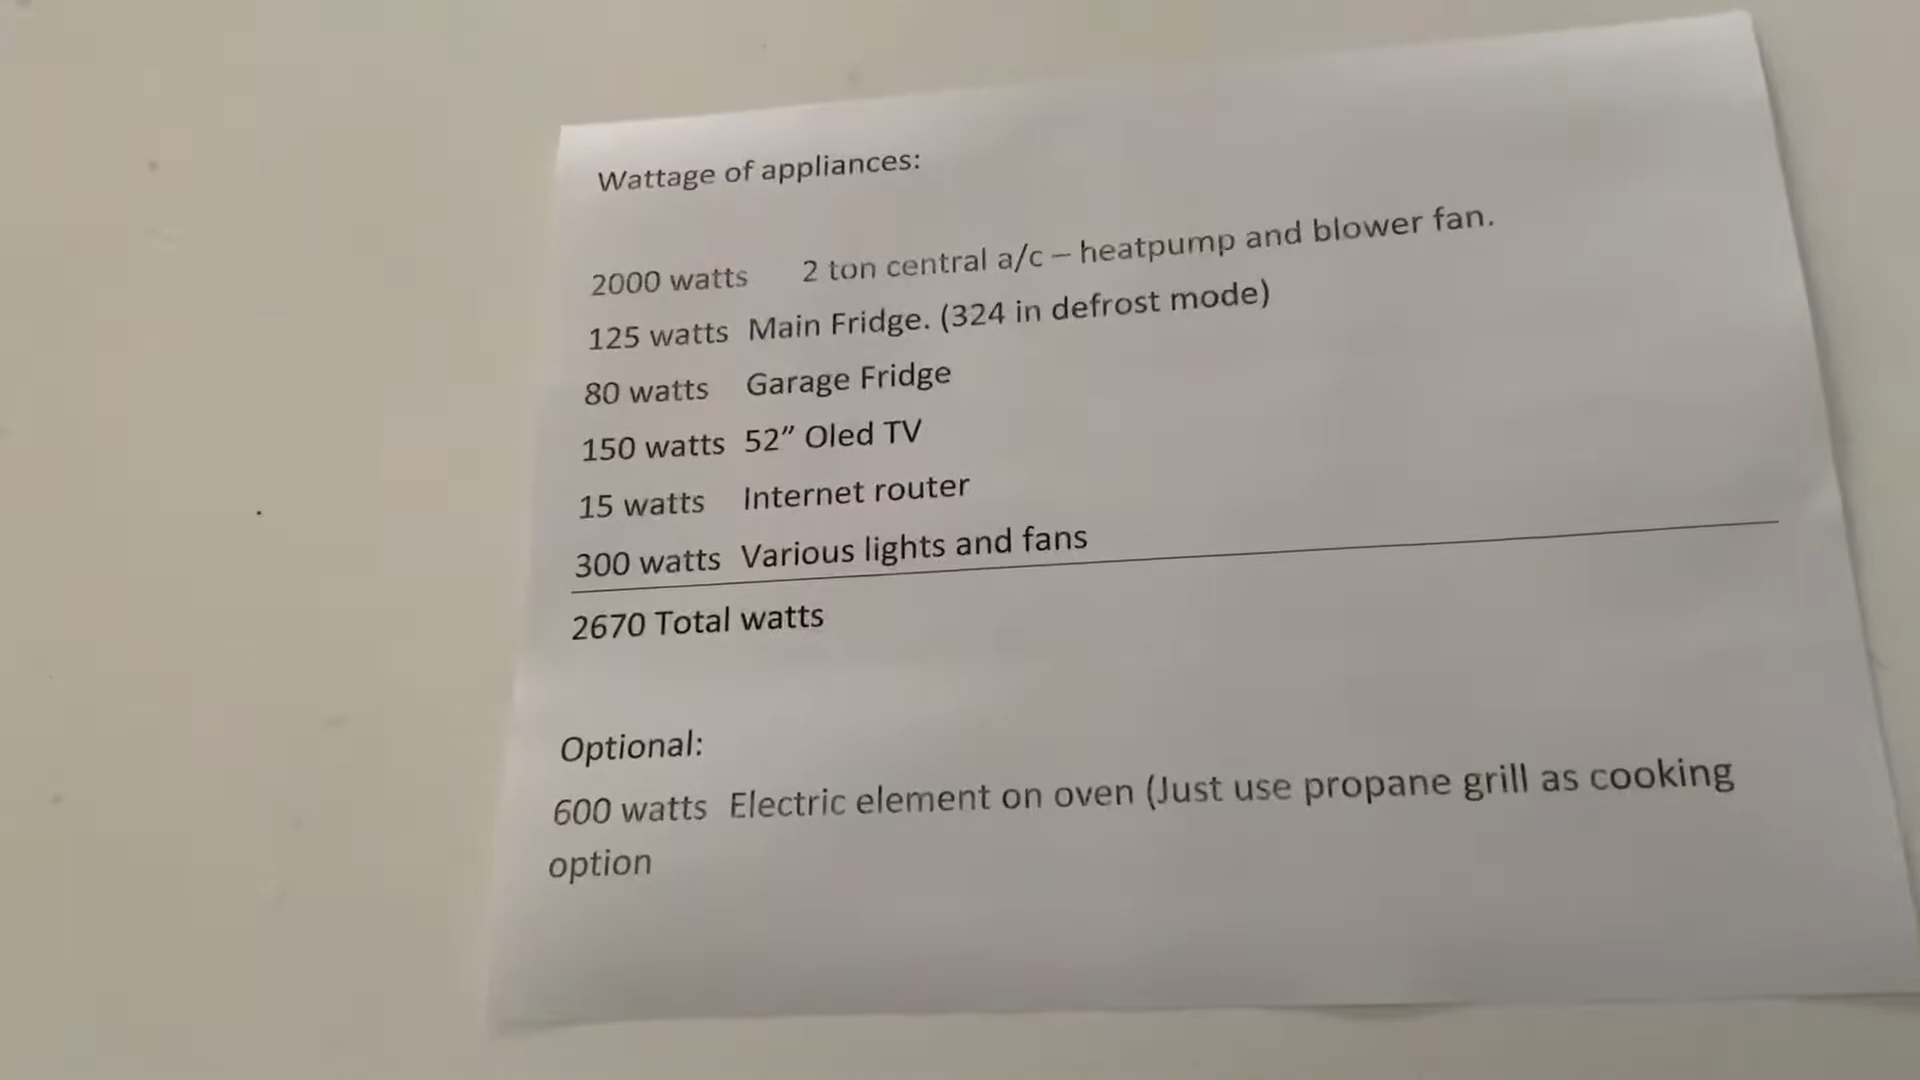 Wattage of appliances:
2000 watts 2 ton central a/c – heatpump and blower fan.
125 watts Main Fridge. (324 in defrost mode)
80 watts Garage Fridge
150 watts 52” Oled TV
15 watts Internet router
300 watts Various lights and fans
2670 Total watts
Optional:
600 watts Electric element on oven (Just use propane grill as cooking
option